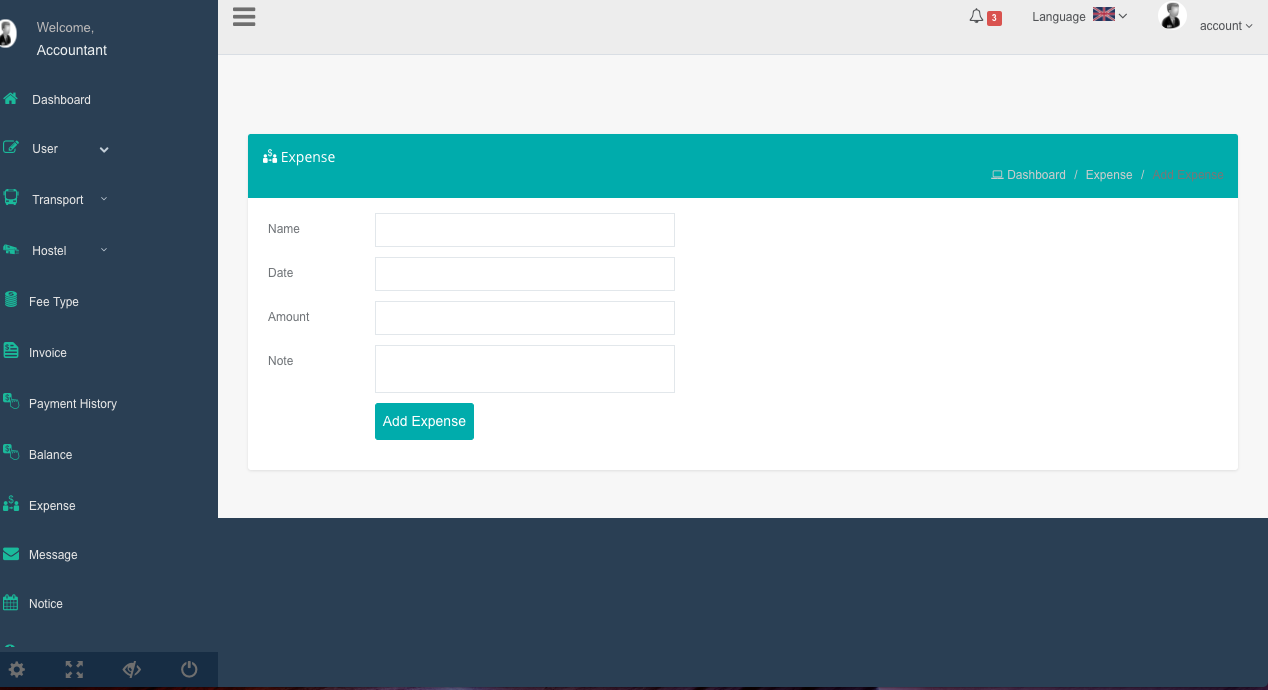 Welcome,
Accountant
Dashboard
User
Transport
Hostel
Fee Type
Invoice
Payment History
Balance
Expense
Message
Notice
3
Language
account
Expense
Dashboard / Expense / Add Expense
Name
Date
Amount
Note
Add Expense